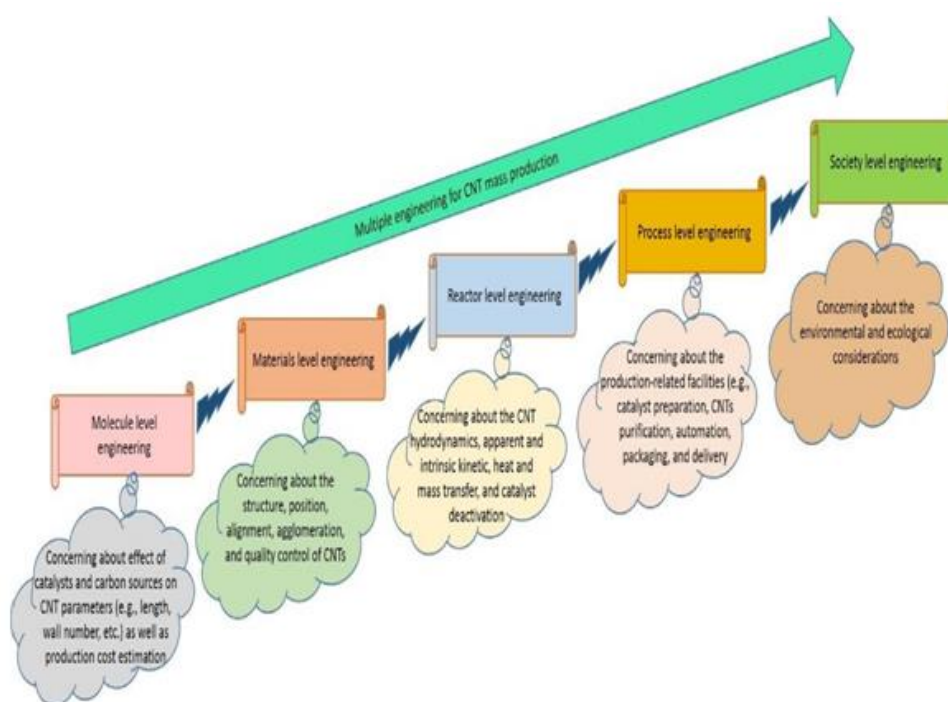 Multiple engineering for CNT mass production
Molecule level
engineering
Concerning about effect of
catalysts and carbon sources on
CNT parameters (e.g., length,
wall number, etc.) as well as
production cost estimation
Materials level engineering
Concerning about the
structure, position,
alignment, agglomeration,
and quality control of CNTs
Reactor level engineering
Concerning about the CNT
hydrodynamics, apparent and
intrinsic kinetic, heat and
mass transfer, and catalyst
deactivation
Process level engineering
Concerning about the
production-related facilities (e.g.,
catalyst preparation, CNTs
purification, automation,
packaging, and delivery
Society level engineering
Concerning about the
environmental and ecological
considerations